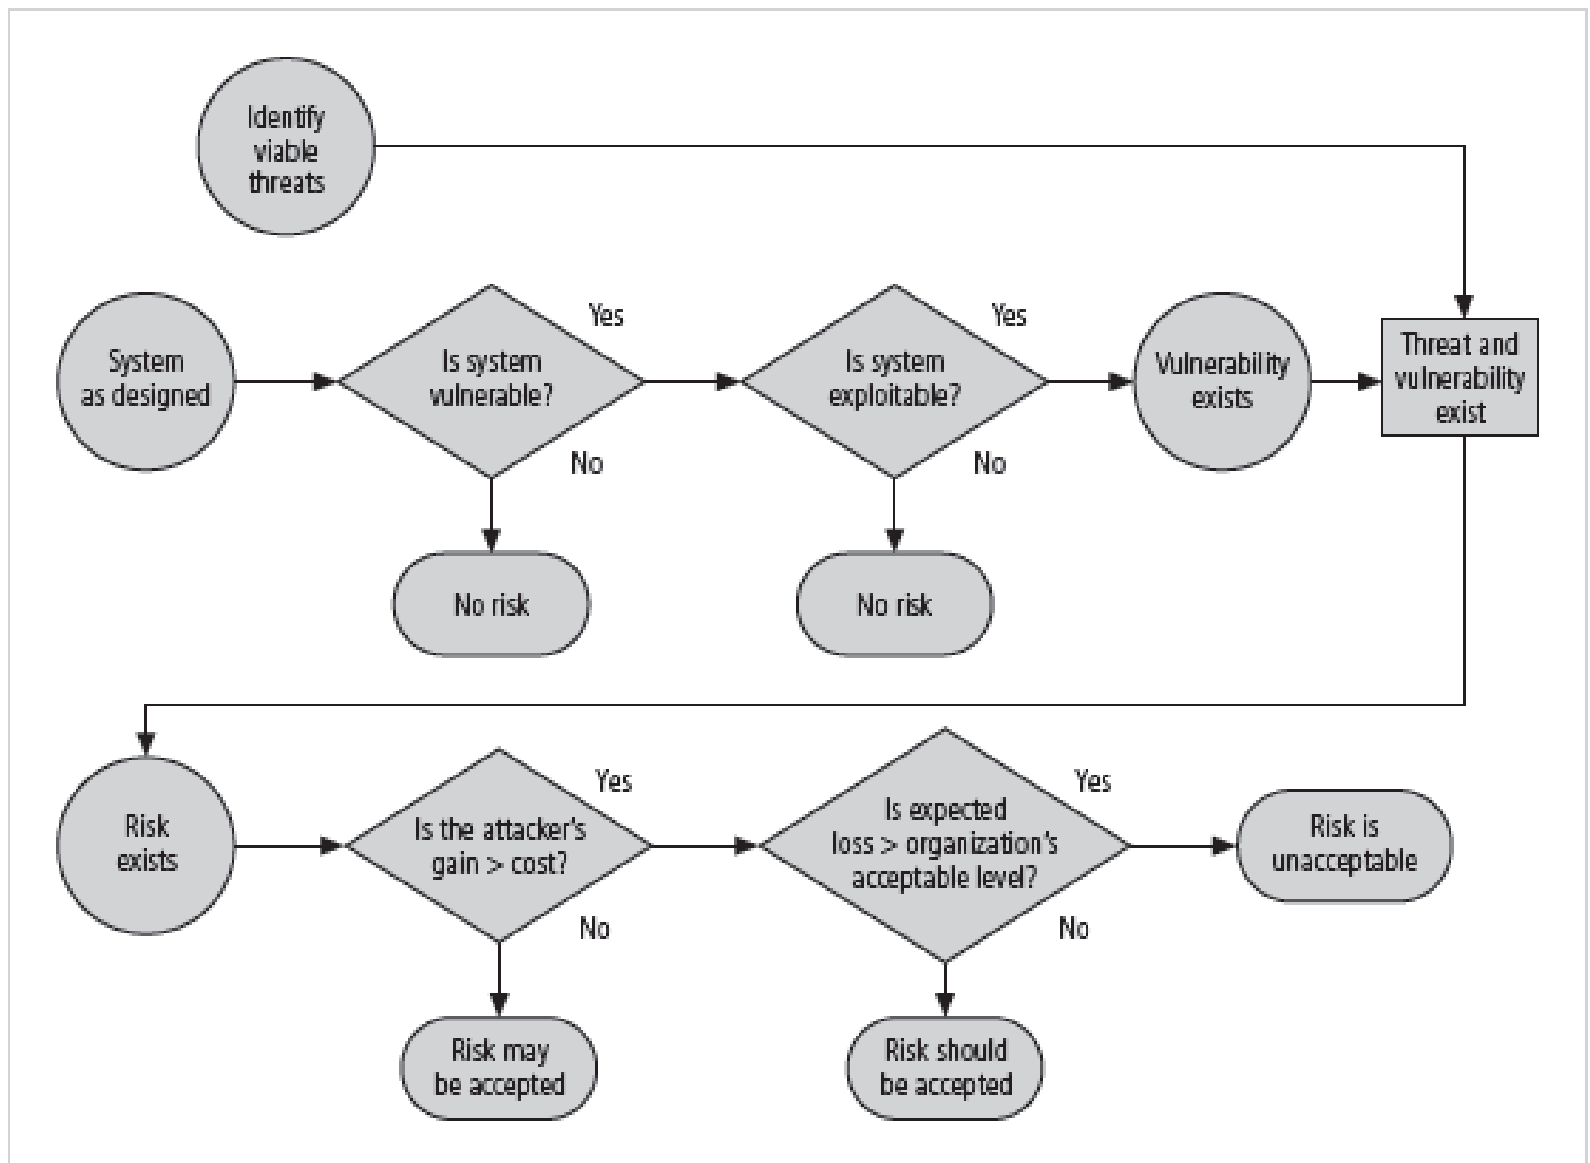 Identify
viable
threats
System
as designed
Is system
vulnerable?
Yes
No
No risk
Is system
exploitable?
Yes
No
No risk
Vulnerability
exists
Threat and
vulnerability
exist
Risk
exists
Is the attacker's
gain > cost?
Yes
No
Risk may
be accepted
Is expected
loss > organization's
acceptable level?
Yes
No
Risk should
be accepted
Risk is
unacceptable